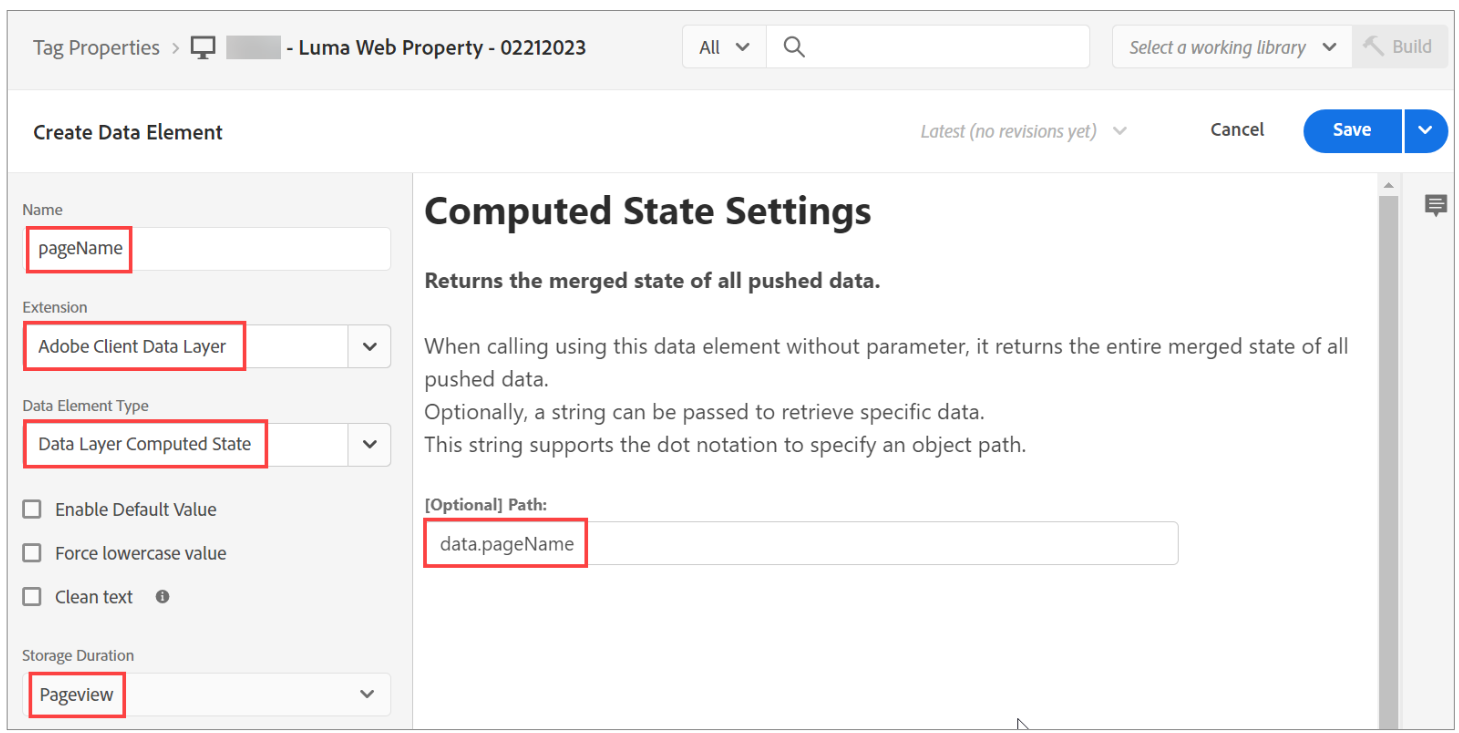 Tag Properties > - Luma Web Property - 02212023
All
Select a working library
Build
Create Data Element
Latest (no revisions yet)
Cancel
Save
Name
pageName
Extension
Adobe Client Data Layer
Data Element Type
Data Layer Computed State
Enable Default Value
Force lowercase value
Clean text
Storage Duration
Pageview
Computed State Settings
Returns the merged state of all pushed data.
When calling using this data element without parameter, it returns the entire merged state of all
pushed data.
Optionally, a string can be passed to retrieve specific data.
This string supports the dot notation to specify an object path.
[Optional] Path:
data.pageName